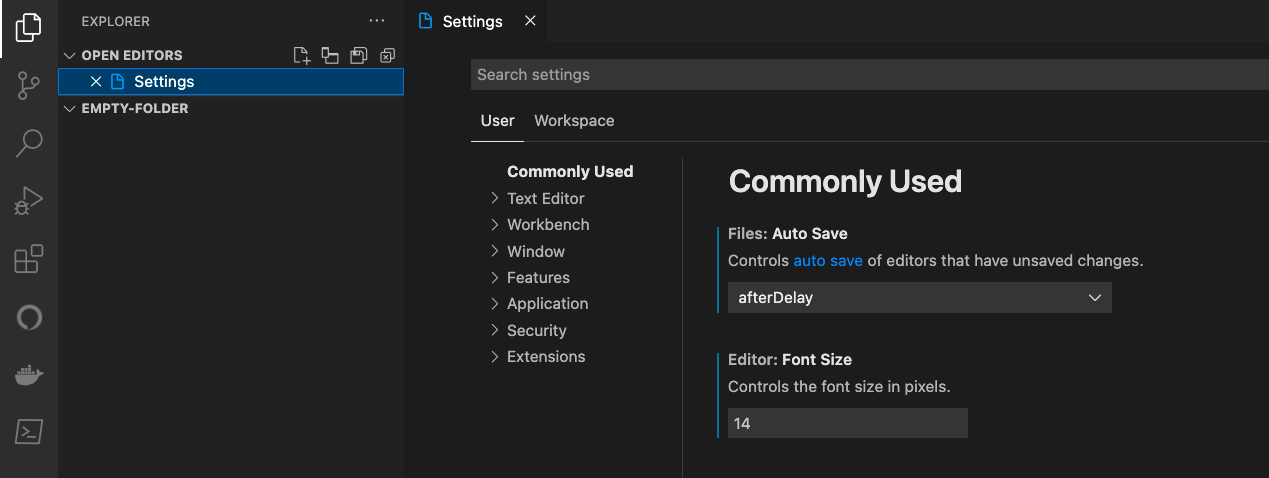 EXPLORER
OPEN EDITORS
Settings
EMPTY-FOLDER
Settings
Search settings
User Workspace
Commonly Used
Text Editor
Workbench
Window
Features
Application
Security
Extensions
Commonly Used
Files: Auto Save
Controls auto save of editors that have unsaved changes.
afterDelay
Editor: Font Size
Controls the font size in pixels.
14